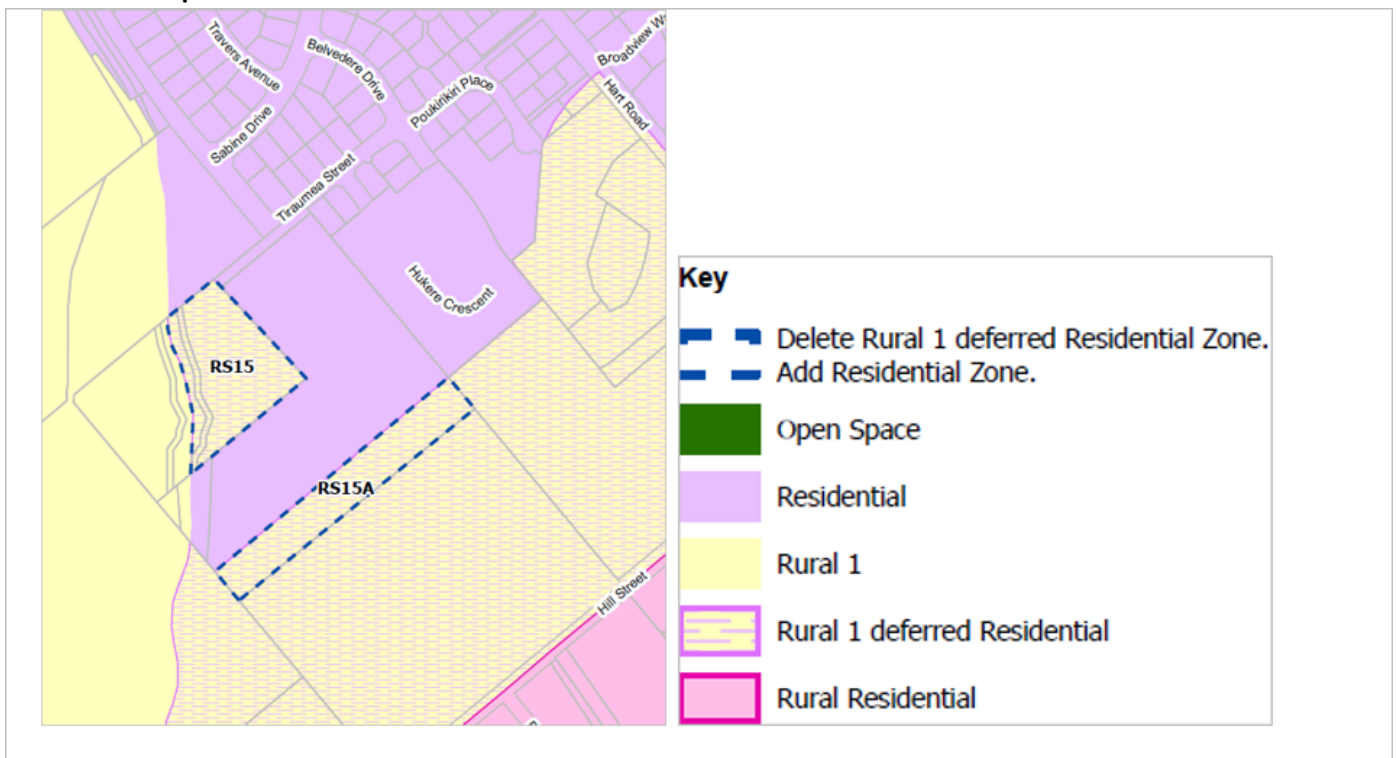 Travers Avenue
Belvedere Drive
Broadview
Poukirikiri Place
Hart Road
Sabine Drive
Tiraumea Street
Hukere Crescent
RS15
RS15A
Hill Street
Key
Delete Rural 1 deferred Residential Zone.
Add Residential Zone.
Open Space
Residential
Rural 1
Rural 1 deferred Residential
Rural Residential